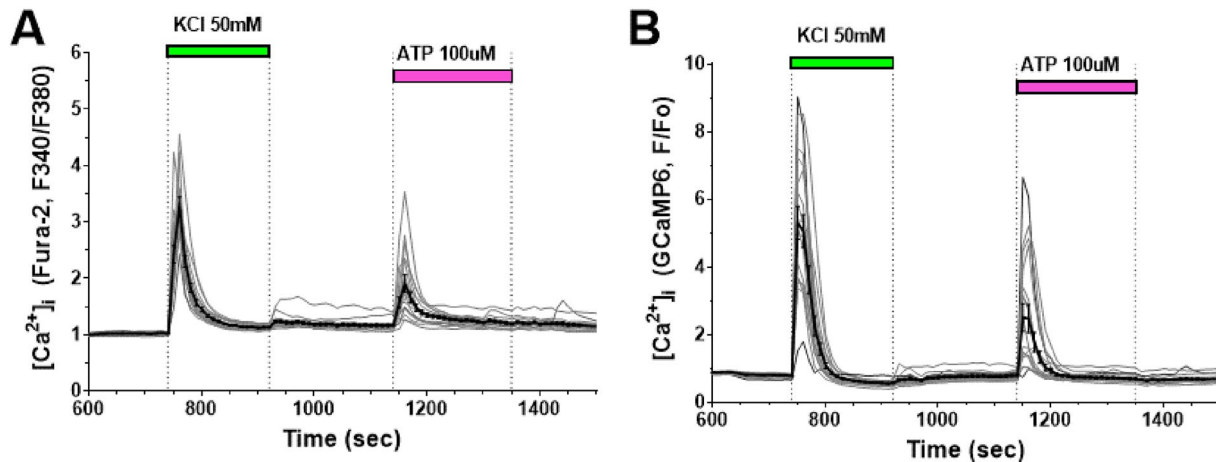 A
KCl 50mM
ATP 100uM
[Ca2+]i (Fura-2, F340/F380)
6
5
4
3
2
1
0
600 800 1000 1200 1400
Time (sec)
B
KCl 50mM
ATP 100uM
[Ca2+]i (GCaMP6, F/Fo)
10
8
6
4
2
0
600 800 1000 1200 1400
Time (sec)